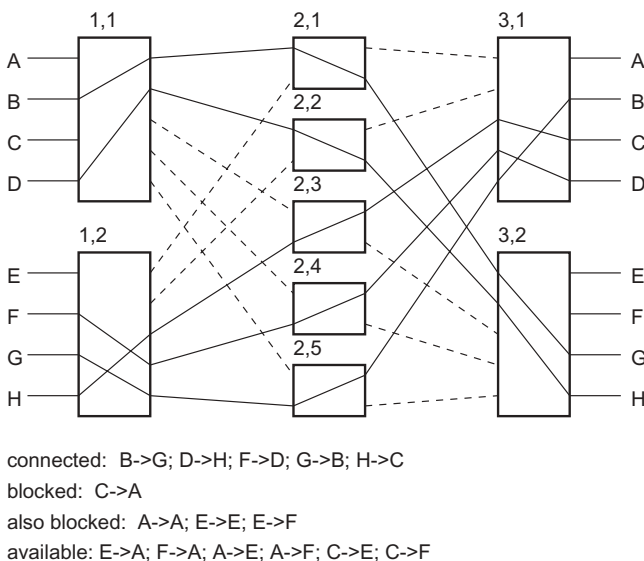 1,1
2,1
3,1
A
B
C
D
2,2
2,3
A
B
C
D
1,2
3,2
2,4
2,5
E
F
G
H
E
F
G
H
connected: B->G; D->H; F->D; G->B; H->C
blocked: C->A
also blocked: A->A; E->E; E->F
available: E->A; F->A; A->E; A->F; C->E; C->F